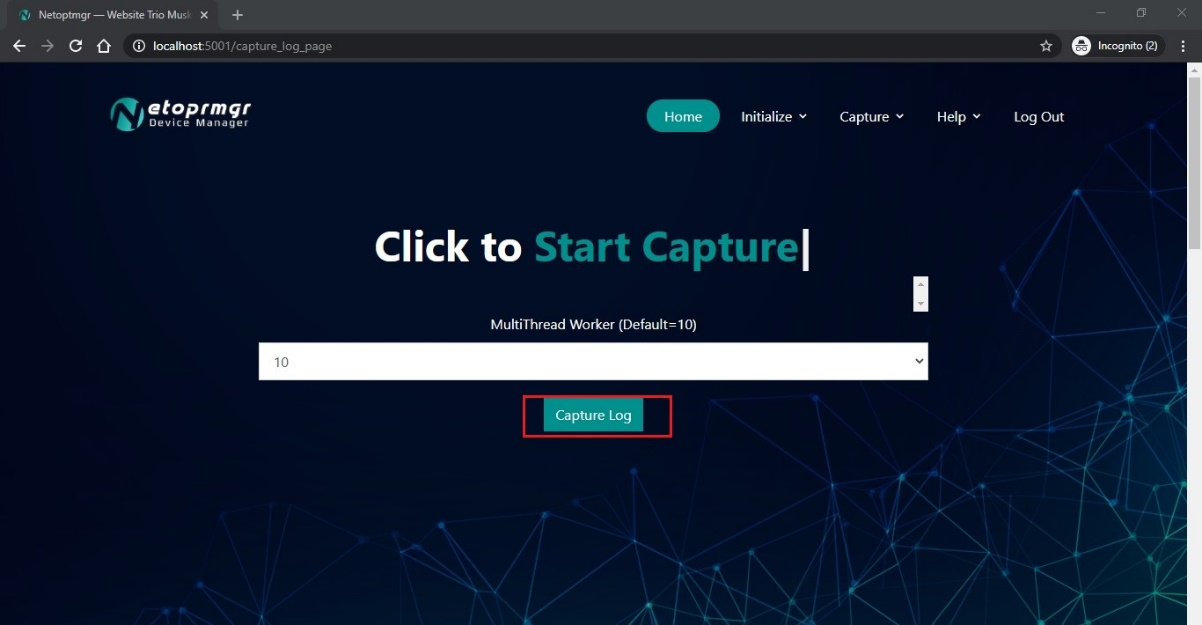 Netoptmgr — Website Trio Musk
localhost:5001/capture_log_page
Incognito (2)
etoprmgr
Device Manager
Home
Initialize
Capture
Help
Log Out
Click to Start Capture
MultiThread Worker (Default=10)
10
Capture Log